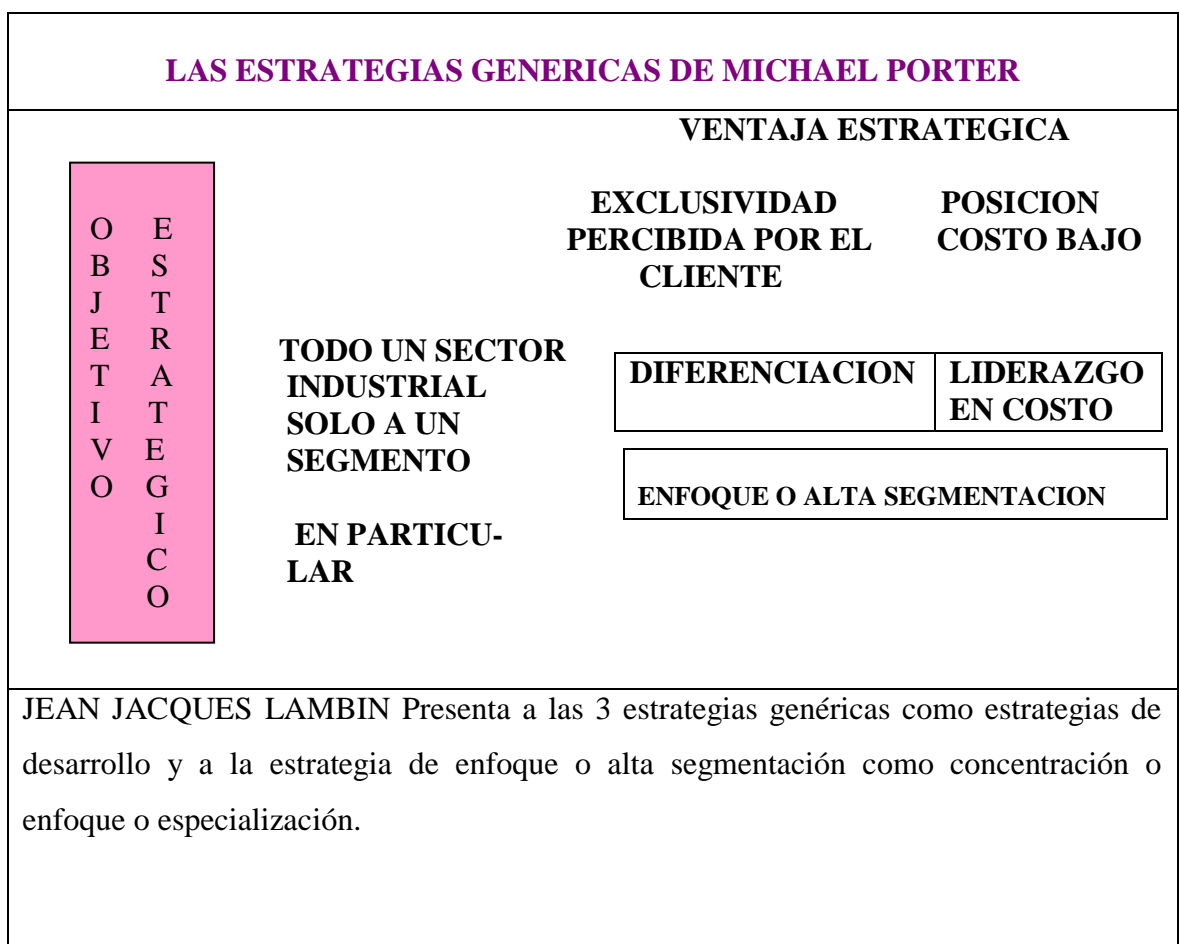 LAS ESTRATEGIAS GENERICAS DE MICHAEL PORTER
VENTAJA ESTRATEGICA
EXCLUSIVIDAD POSICION
PERCIBIDA POR EL COSTO BAJO
CLIENTE
OBJETIVO
ESTRATEGICO
TODO UN SECTOR
INDUSTRIAL
SOLO A UN
SEGMENTO
EN PARTICU-
LAR
DIFERENCIACION
LIDERAZGO
EN COSTO
ENFOQUE O ALTA SEGMENTACION
JEAN JACQUES LAMBIN Presenta a las 3 estrategias genéricas como estrategias de
desarrollo y a la estrategia de enfoque o alta segmentación como concentración o
enfoque o especialización.